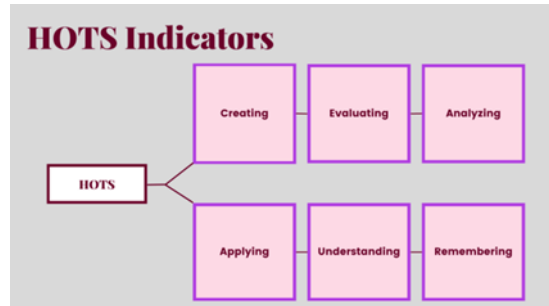 HOTS Indicators
Creating
Evaluating
Analyzing
HOTS
Applying
Understanding
Remembering